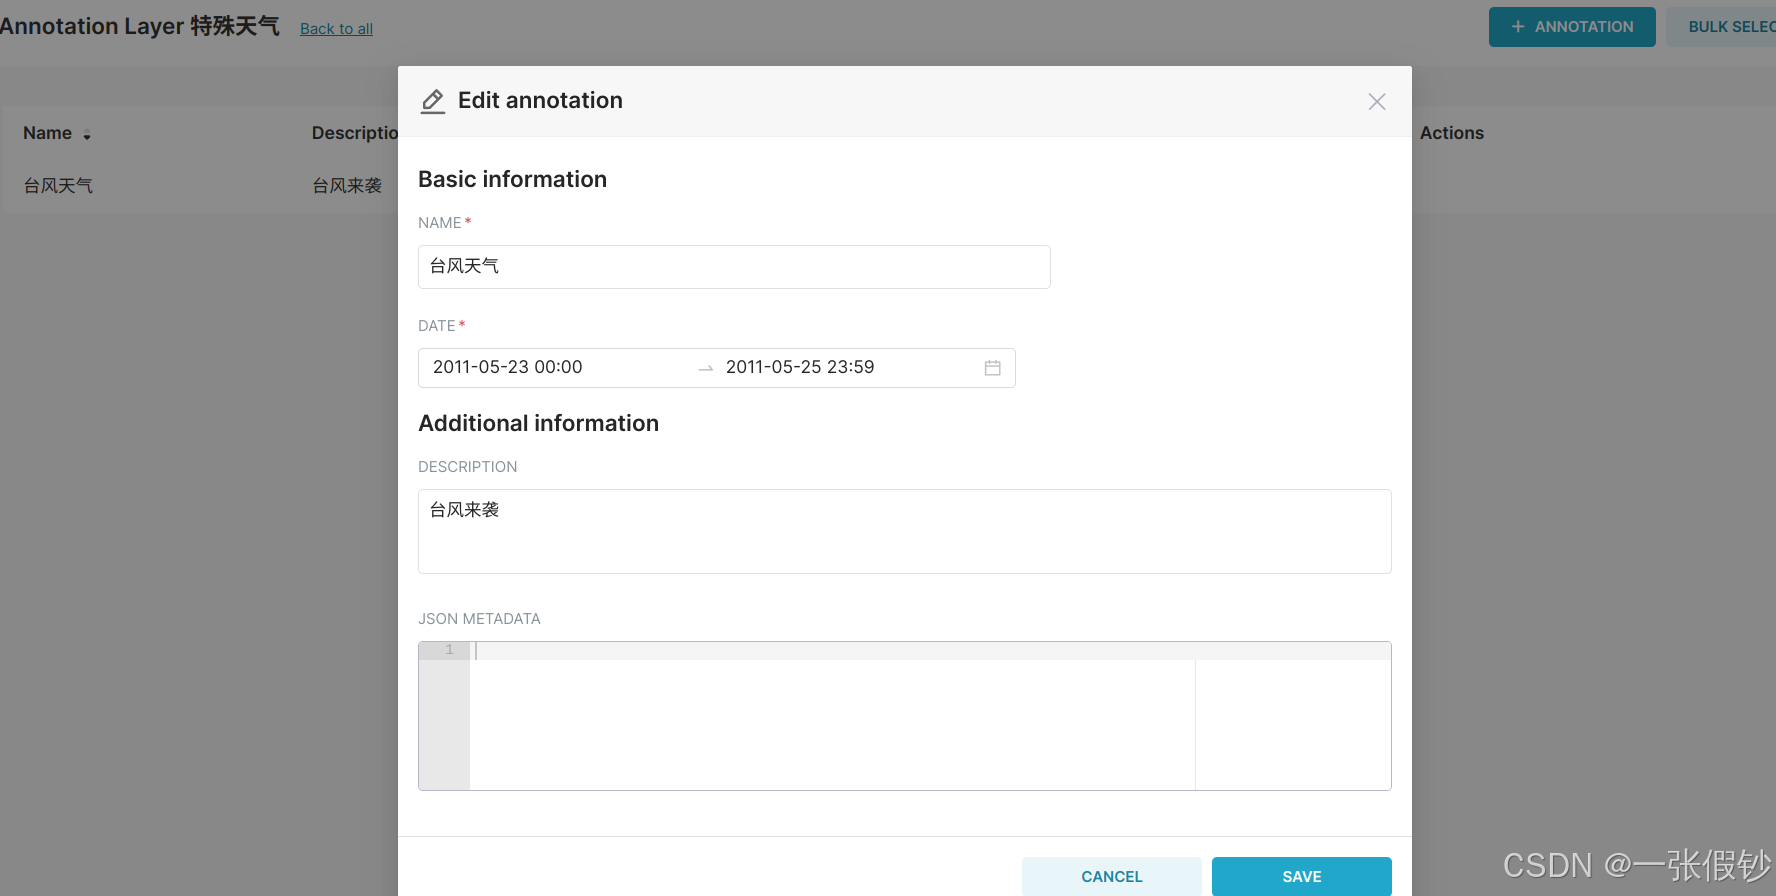 Annotation Layer 特殊天气 Back to all + ANNOTATION BULK SELEC
Edit annotation
Name Descriptio Actions
台风天气 台风来袭
Basic information
NAME*
台风天气
DATE*
2011-05-23 00:00 → 2011-05-25 23:59
Additional information
DESCRIPTION
台风来袭
JSON METADATA
1
CANCEL SAVE
CSDN @一张假钞